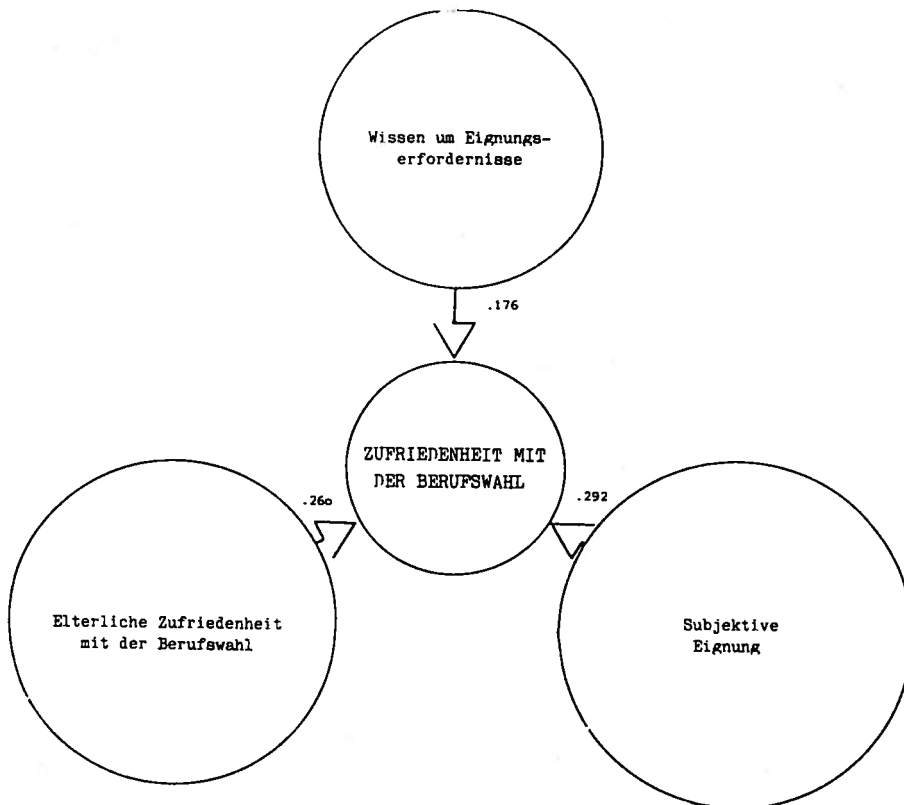 Wissen um Eignungs-
erfordernisse
.176
ZUFRIEDENHEIT MIT
DER BERUFSWAHL
.26o
.292
Elterliche Zufriedenheit
mit der Berufswahl
Subjektive
Eignung